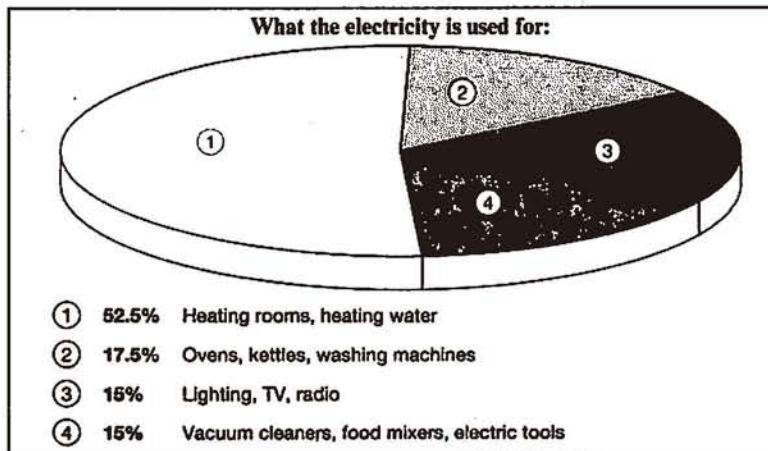 What the electricity is used for:
2
1
3
4
1 52.5% Heating rooms, heating water
2 17.5% Ovens, kettles, washing machines
3 15% Lighting, TV, radio
4 15% Vacuum cleaners, food mixers, electric tools